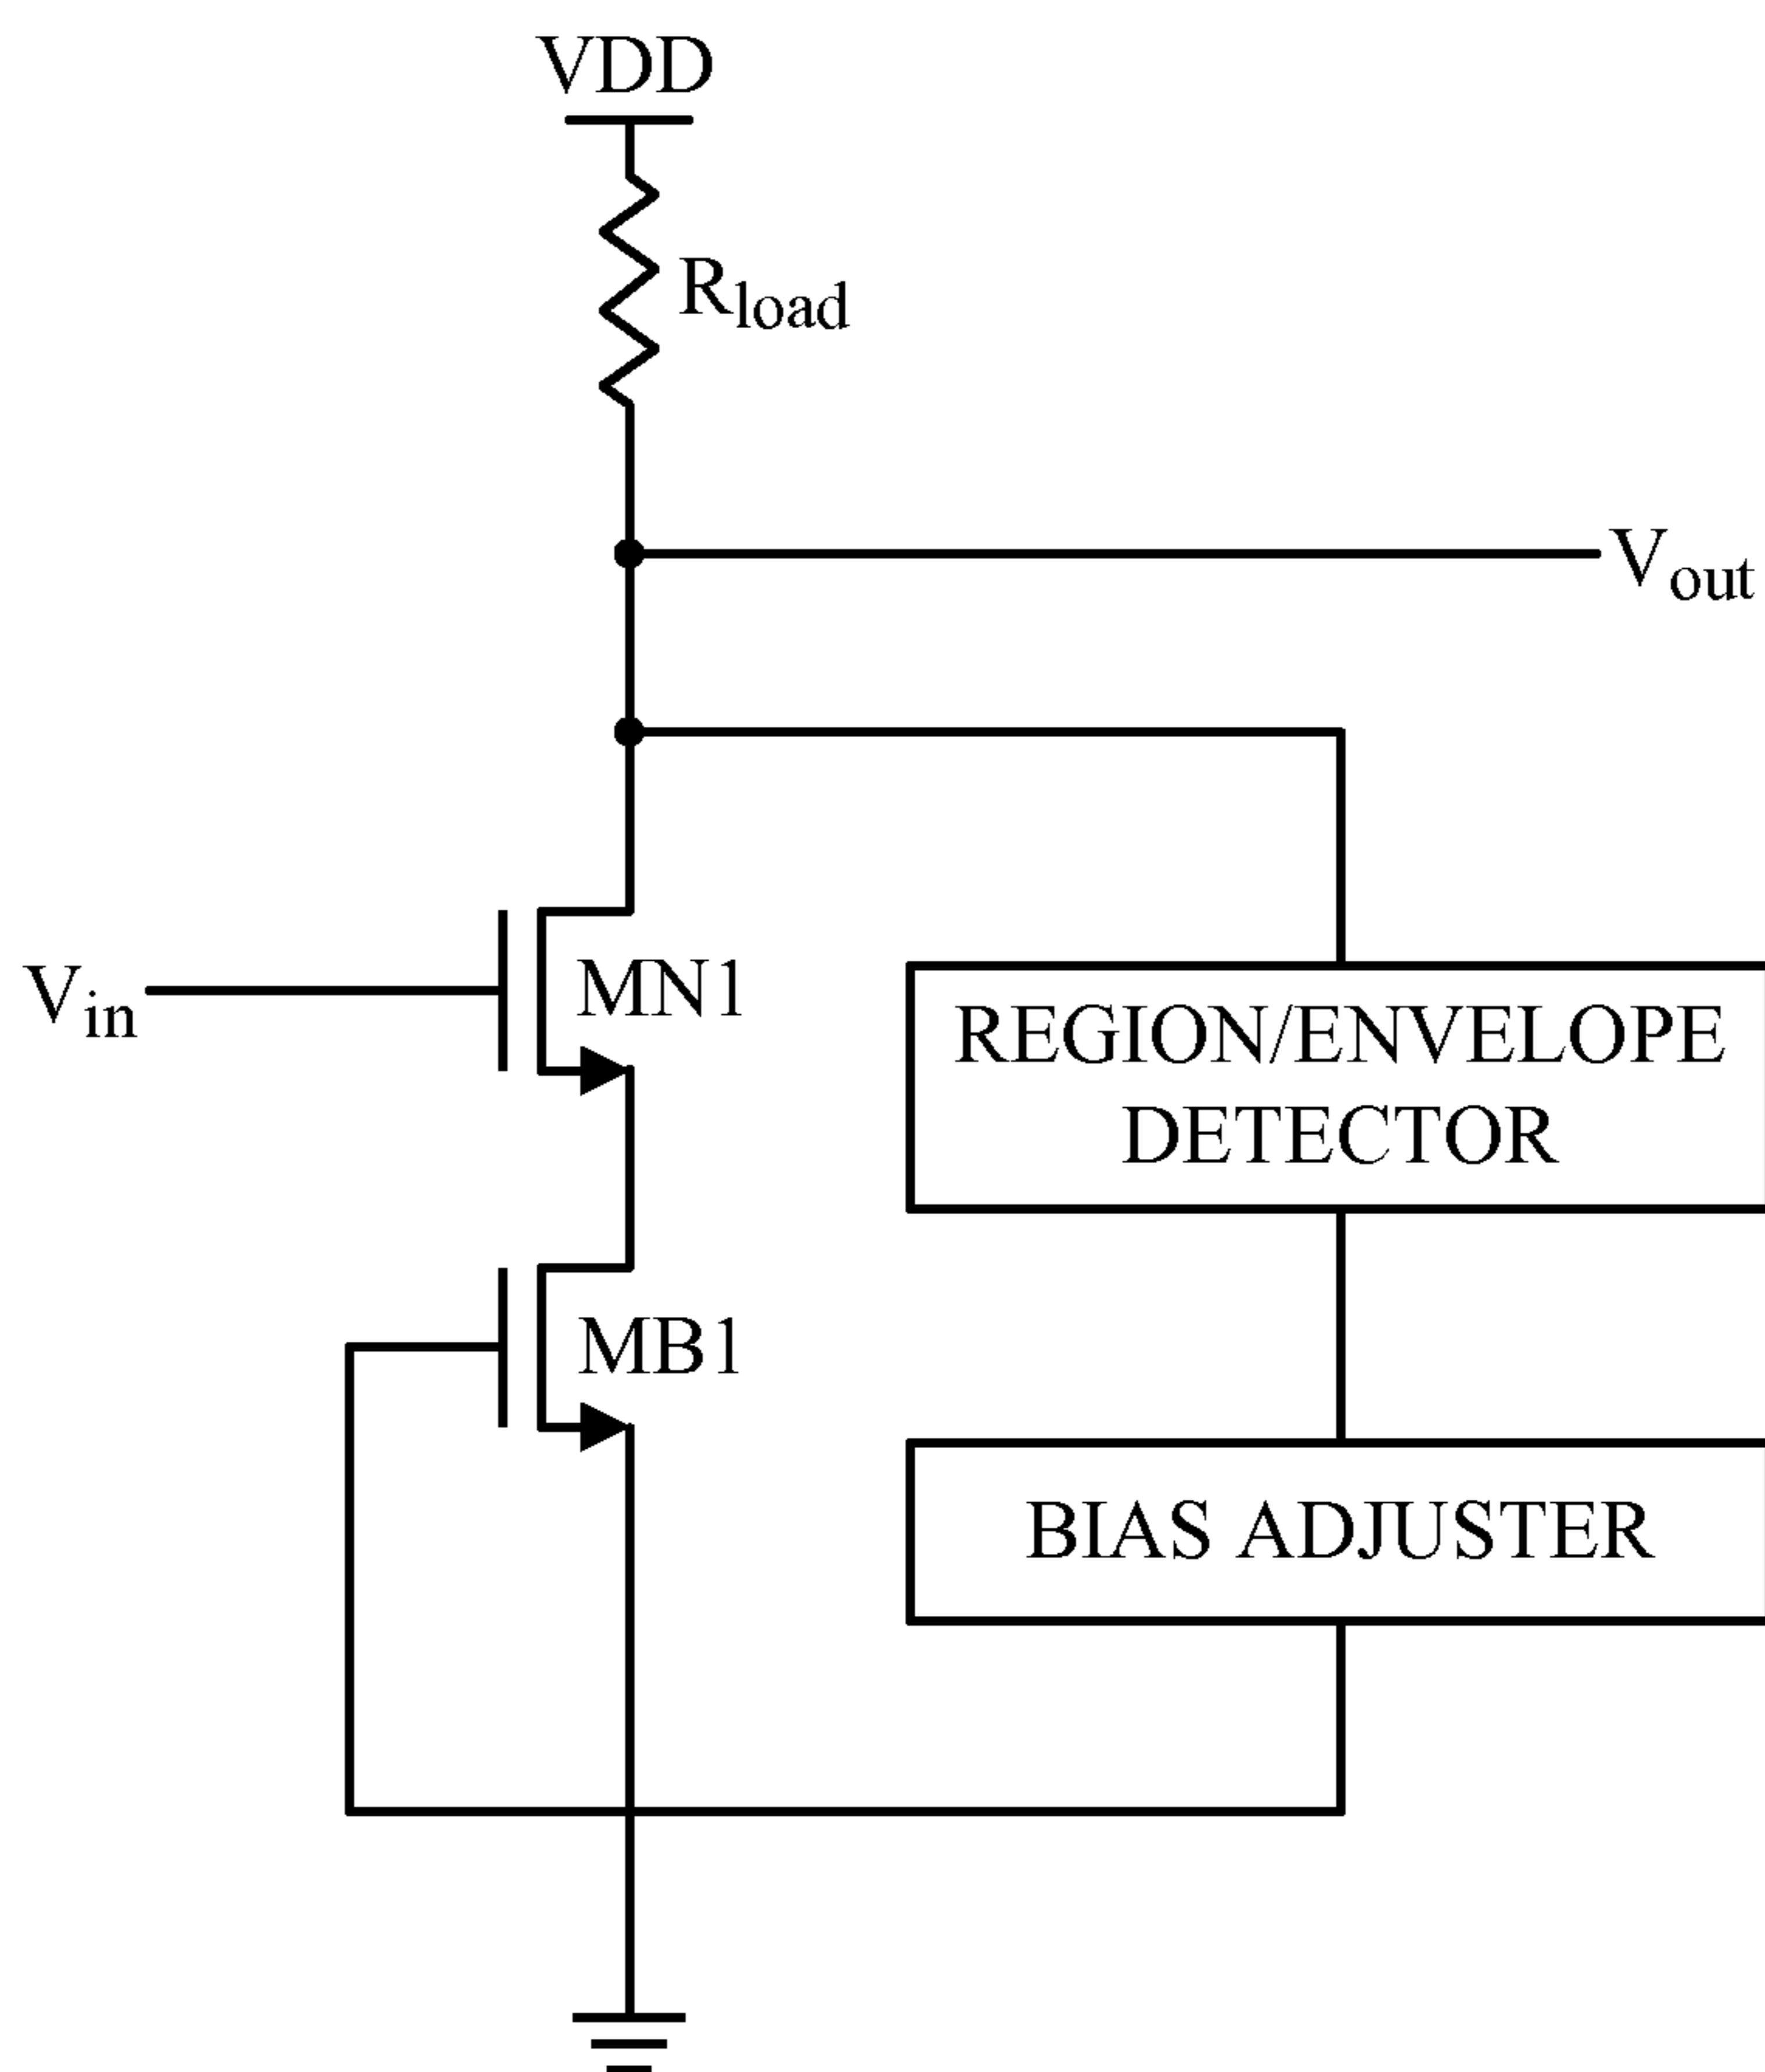 VDD
Rload
Vout
Vin
MN1
REGION/ENVELOPE
DETECTOR
MB1
BIAS ADJUSTER